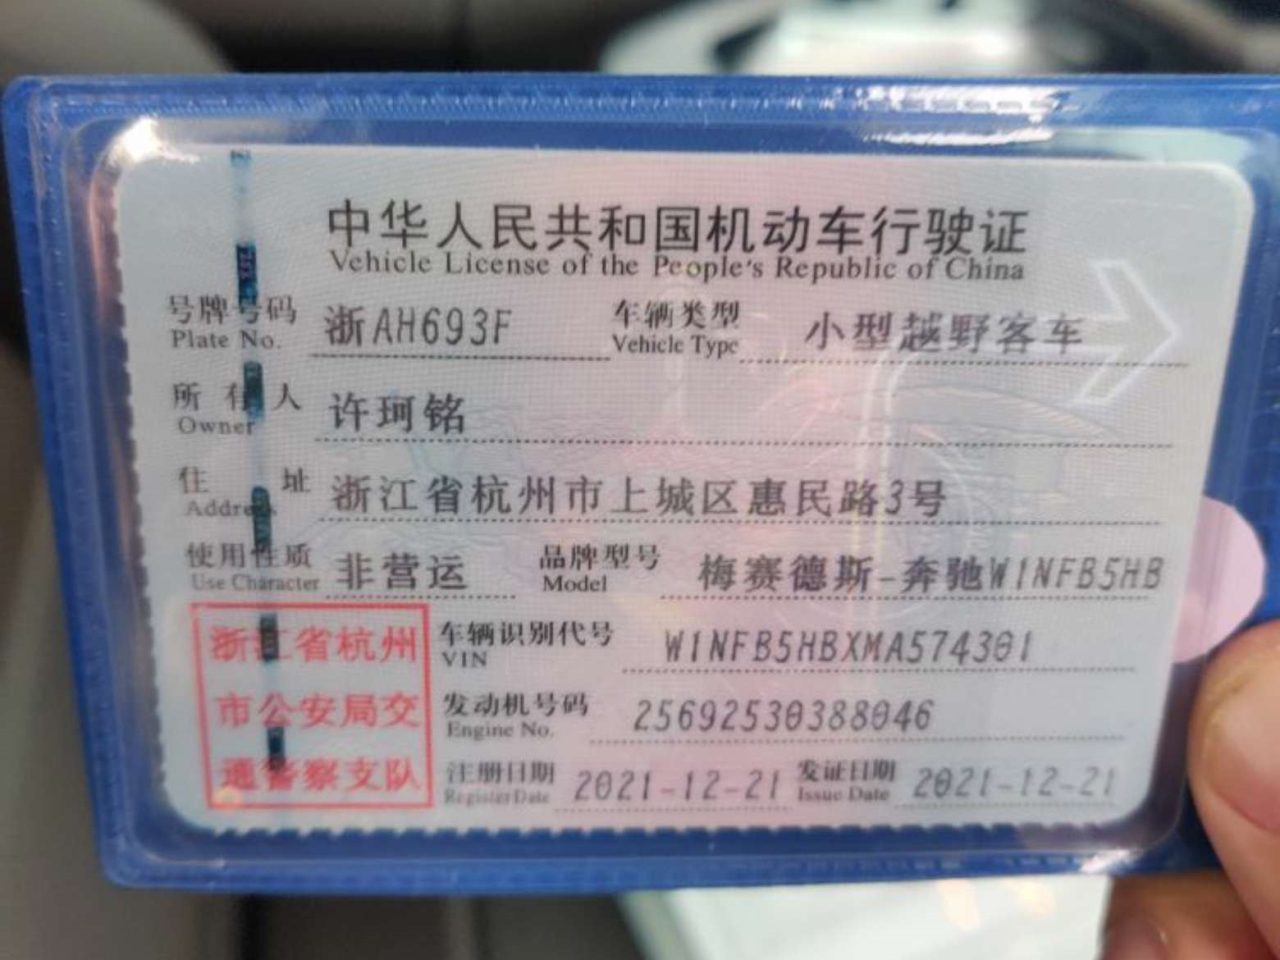 中华人民共和国机动车行驶证
Vehicle License of the People's Republic of China
号牌号码 浙AH693F 车辆类型 小型越野客车
Plate No. Vehicle Type
所有人 许珂铭
Owner
住址 浙江省杭州市上城区惠民路3号
Address
使用性质 非营运 品牌型号 梅赛德斯-奔驰W1NFB5HB
Use Character Model
浙江省杭州 车辆识别代号 W1NFB5HBXMA574301
VIN
市公安局交 发动机号码 25692530388046
Engine No.
通警察支队 注册日期 2021-12-21 发证日期 2021-12-21
Register Date Issue Date